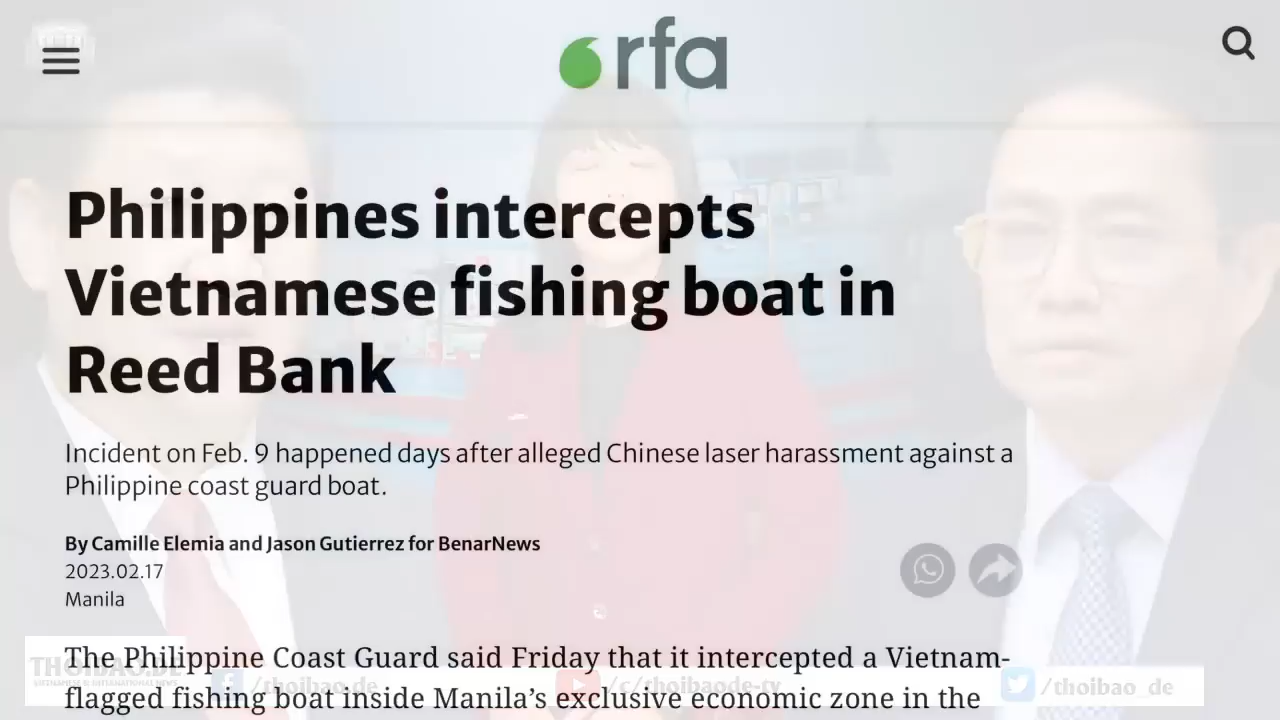 rfa
Philippines intercepts
Vietnamese fishing boat in
Reed Bank
Incident on Feb. 9 happened days after alleged Chinese laser harassment against a
Philippine coast guard boat.
By Camille Elemia and Jason Gutierrez for BenarNews
2023.02.17
Manila
The Philippine Coast Guard said Friday that it intercepted a Vietnam-
THOIBAO.DE
VIETNAMESE & INTERNATIONAL NEWS
/thoibao.de
/c/thoibaode-tv
/thoibao_de
flagged fishing boat inside Manila’s exclusive economic zone in the